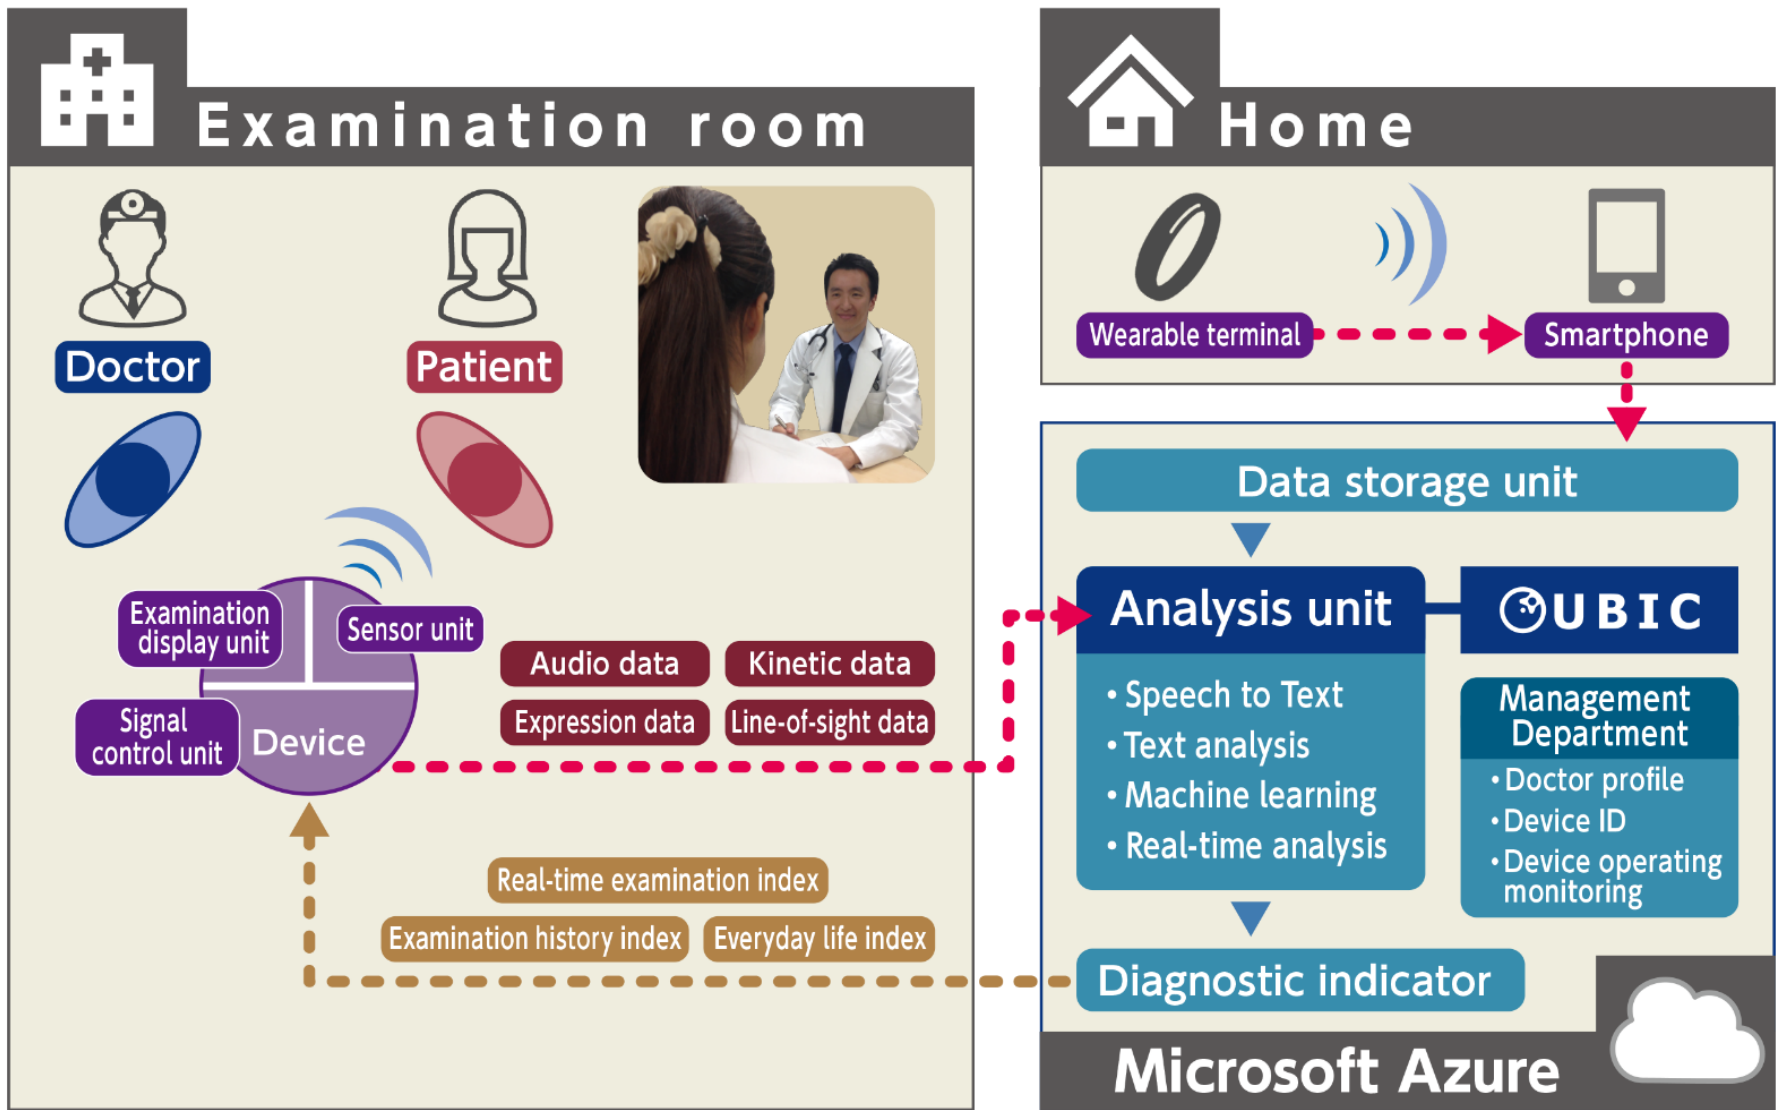 Examination room
Doctor
Patient
Examination
display unit
Sensor unit
Signal
control unit
Device
Audio data
Kinetic data
Expression data
Line-of-sight data
Real-time examination index
Examination history index
Everyday life index
Home
Wearable terminal
Smartphone
Data storage unit
Analysis unit
• Speech to Text
• Text analysis
• Machine learning
• Real-time analysis
UBIC
Management
Department
• Doctor profile
• Device ID
• Device operating
monitoring
Diagnostic indicator
Microsoft Azure